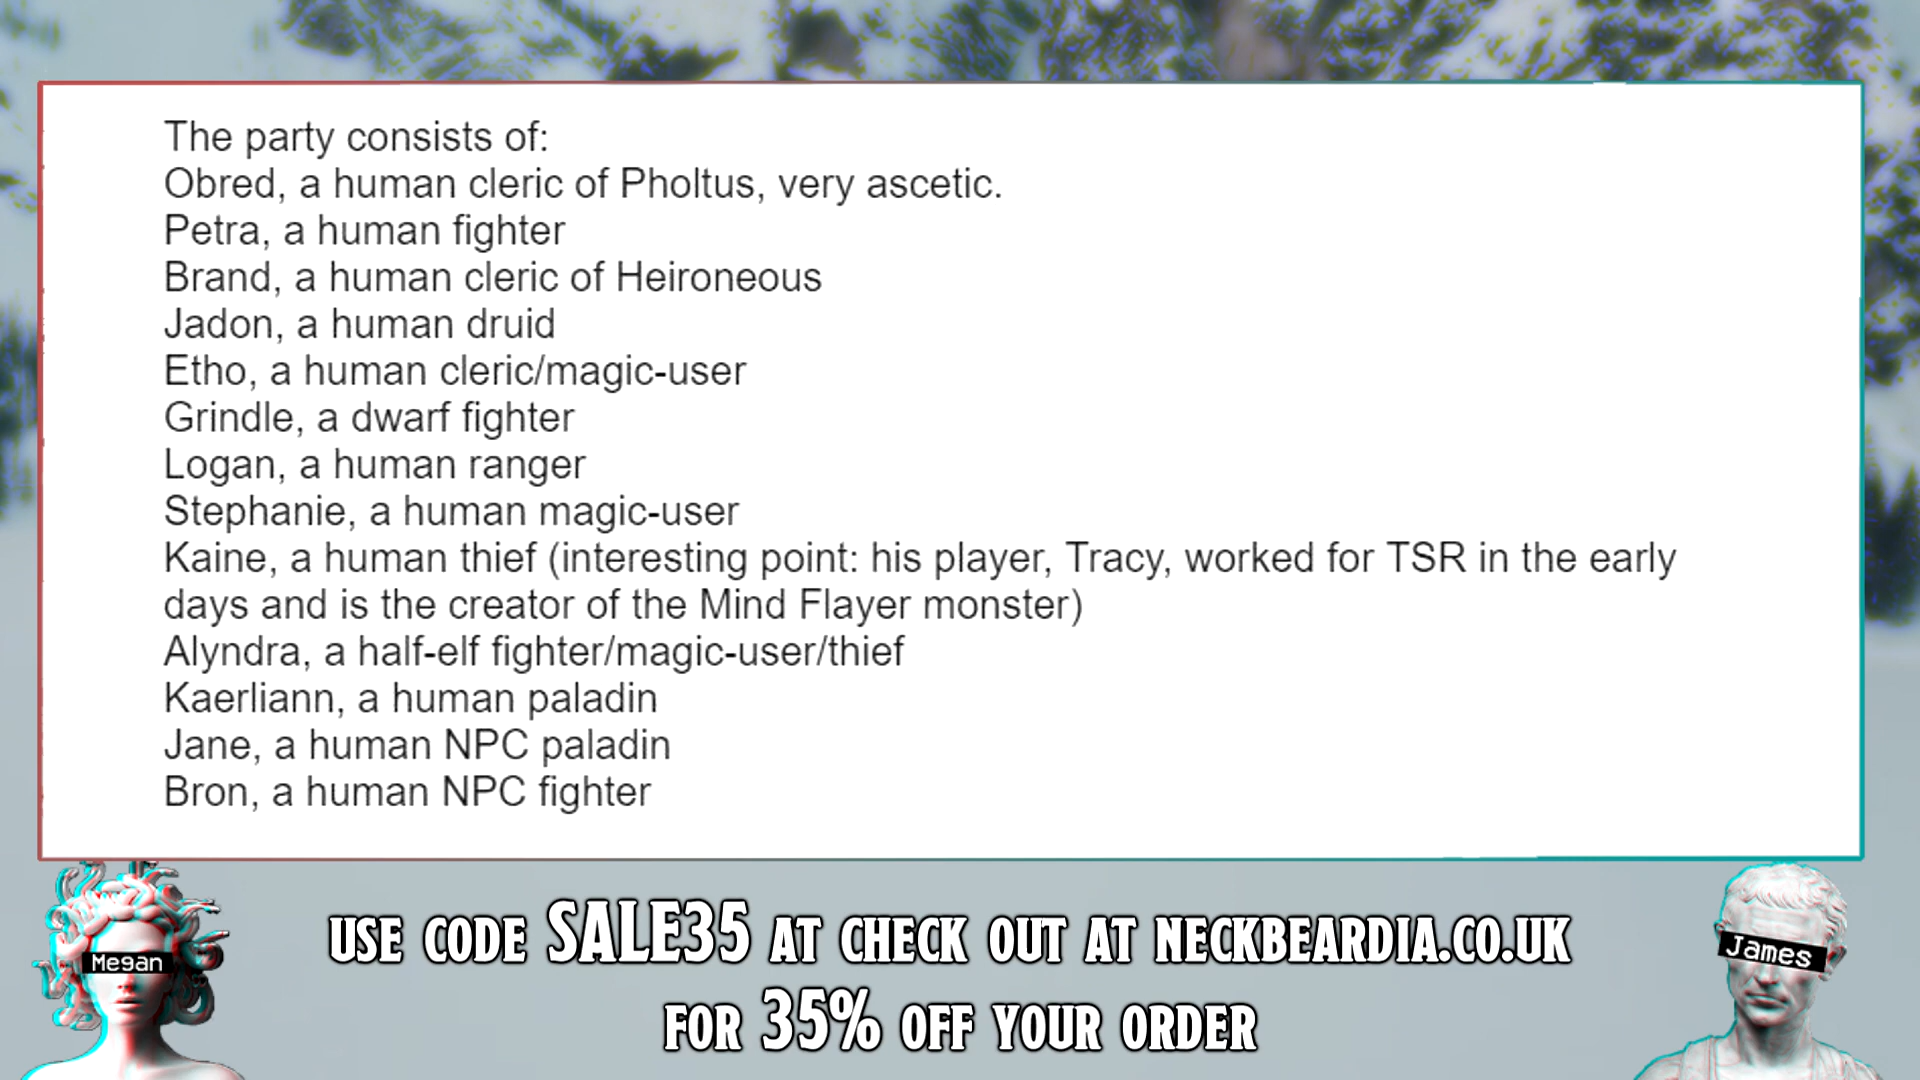 The party consists of:
Obred, a human cleric of Pholtus, very ascetic.
Petra, a human fighter
Brand, a human cleric of Heironeous
Jadon, a human druid
Etho, a human cleric/magic-user
Grindle, a dwarf fighter
Logan, a human ranger
Stephanie, a human magic-user
Kaine, a human thief (interesting point: his player, Tracy, worked for TSR in the early
days and is the creator of the Mind Flayer monster)
Alyndra, a half-elf fighter/magic-user/thief
Kaerliann, a human paladin
Jane, a human NPC paladin
Bron, a human NPC fighter
Megan
USE CODE SALE35 AT CHECK OUT AT NECKBEARDIA.CO.UK
FOR 35% OFF YOUR ORDER
James